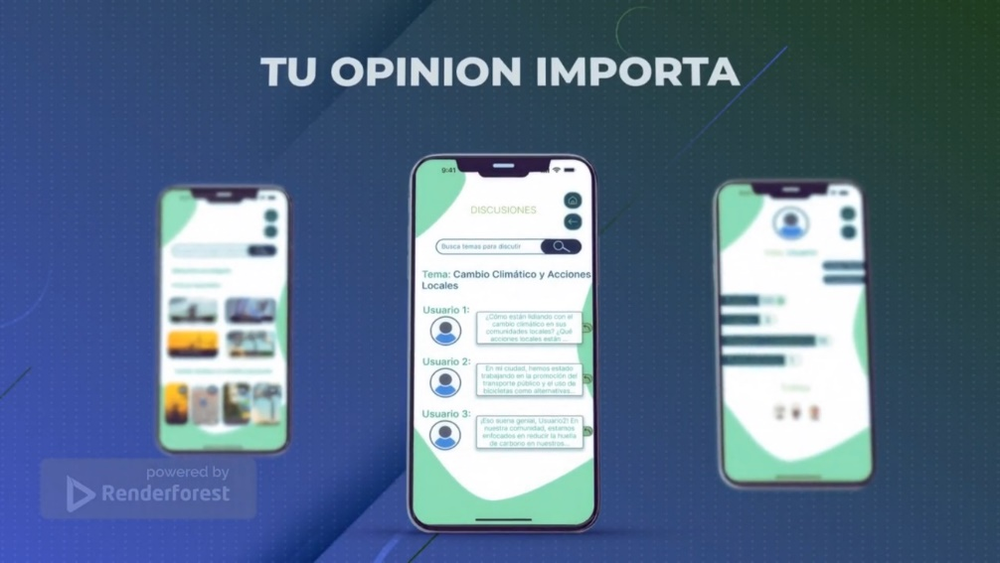 TU OPINION IMPORTA
9:41
DISCUSIONES
Busca temas para discutir
Tema: Cambio Climático y Acciones
Locales
Usuario 1:
¿Cómo están lidiando con el
cambio climático en sus
comunidades locales? ¿Qué
acciones locales están ...
Usuario 2:
En mi ciudad, hemos estado
trabajando en la promoción del
transporte público y el uso de
bicicletas como alternativas...
Usuario 3:
¡Eso suena genial, Usuario2! En
nuestra comunidad, estamos
enfocados en reducir la huella
de carbono en nuestros...
powered by
Renderforest